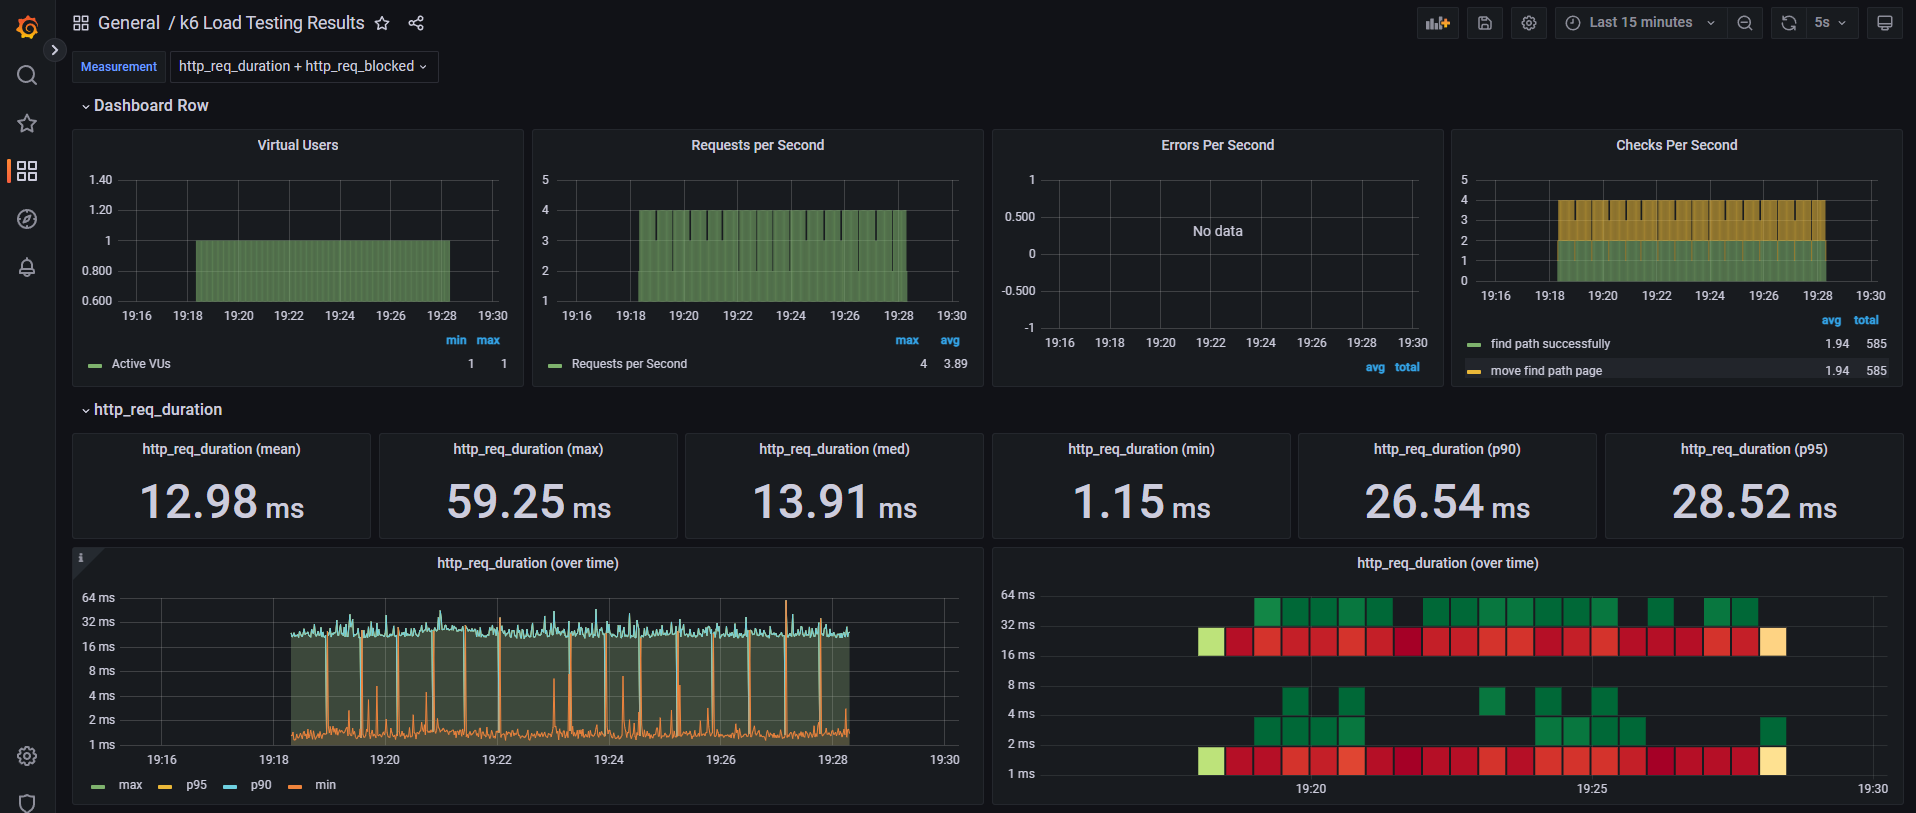 General / k6 Load Testing Results
Last 15 minutes
5s
Measurement
http_req_duration + http_req_blocked
Dashboard Row
Virtual Users
1.40
1.20
1
0.800
0.600
19:16 19:18 19:20 19:22 19:24 19:26 19:28 19:30
min max
Active VUs 1 1
Requests per Second
5
4
3
2
1
19:16 19:18 19:20 19:22 19:24 19:26 19:28 19:30
max avg
Requests per Second 4 3.89
Errors Per Second
1
0.500
0
-0.500
-1
No data
19:16 19:18 19:20 19:22 19:24 19:26 19:28 19:30
avg total
Checks Per Second
5
4
3
2
1
0
19:16 19:18 19:20 19:22 19:24 19:26 19:28 19:30
avg total
find path successfully 1.94 585
move find path page 1.94 585
http_req_duration
http_req_duration (mean)
12.98 ms
http_req_duration (max)
59.25 ms
http_req_duration (med)
13.91 ms
http_req_duration (min)
1.15 ms
http_req_duration (p90)
26.54 ms
http_req_duration (p95)
28.52 ms
i
http_req_duration (over time)
64 ms
32 ms
16 ms
8 ms
4 ms
2 ms
1 ms
19:16 19:18 19:20 19:22 19:24 19:26 19:28 19:30
max p95 p90 min
http_req_duration (over time)
64 ms
32 ms
16 ms
8 ms
4 ms
2 ms
1 ms
19:20 19:25 19:30